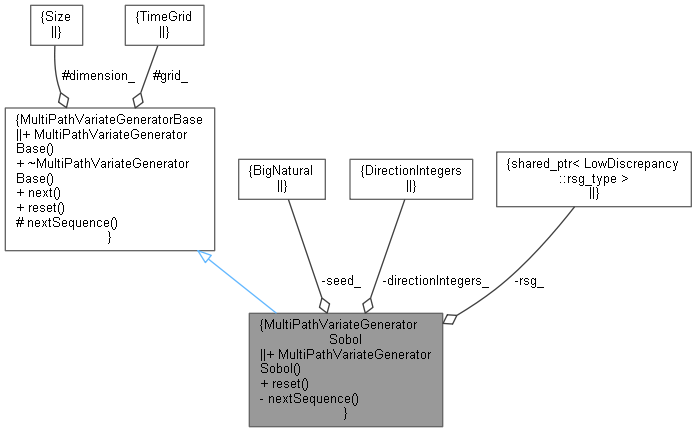 {Size
||}
{TimeGrid
||}
#dimension_
#grid_
{MultiPathVariateGeneratorBase
||+ MultiPathVariateGenerator
Base()
+ ~MultiPathVariateGenerator
Base()
+ next()
+ reset()
# nextSequence()
}
{BigNatural
||}
{DirectionIntegers
||}
{shared_ptr< LowDiscrepancy
::rsg_type >
||}
-seed_
-directionIntegers_
-rsg_
{MultiPathVariateGenerator
Sobol
||+ MultiPathVariateGenerator
Sobol()
+ reset()
- nextSequence()
}